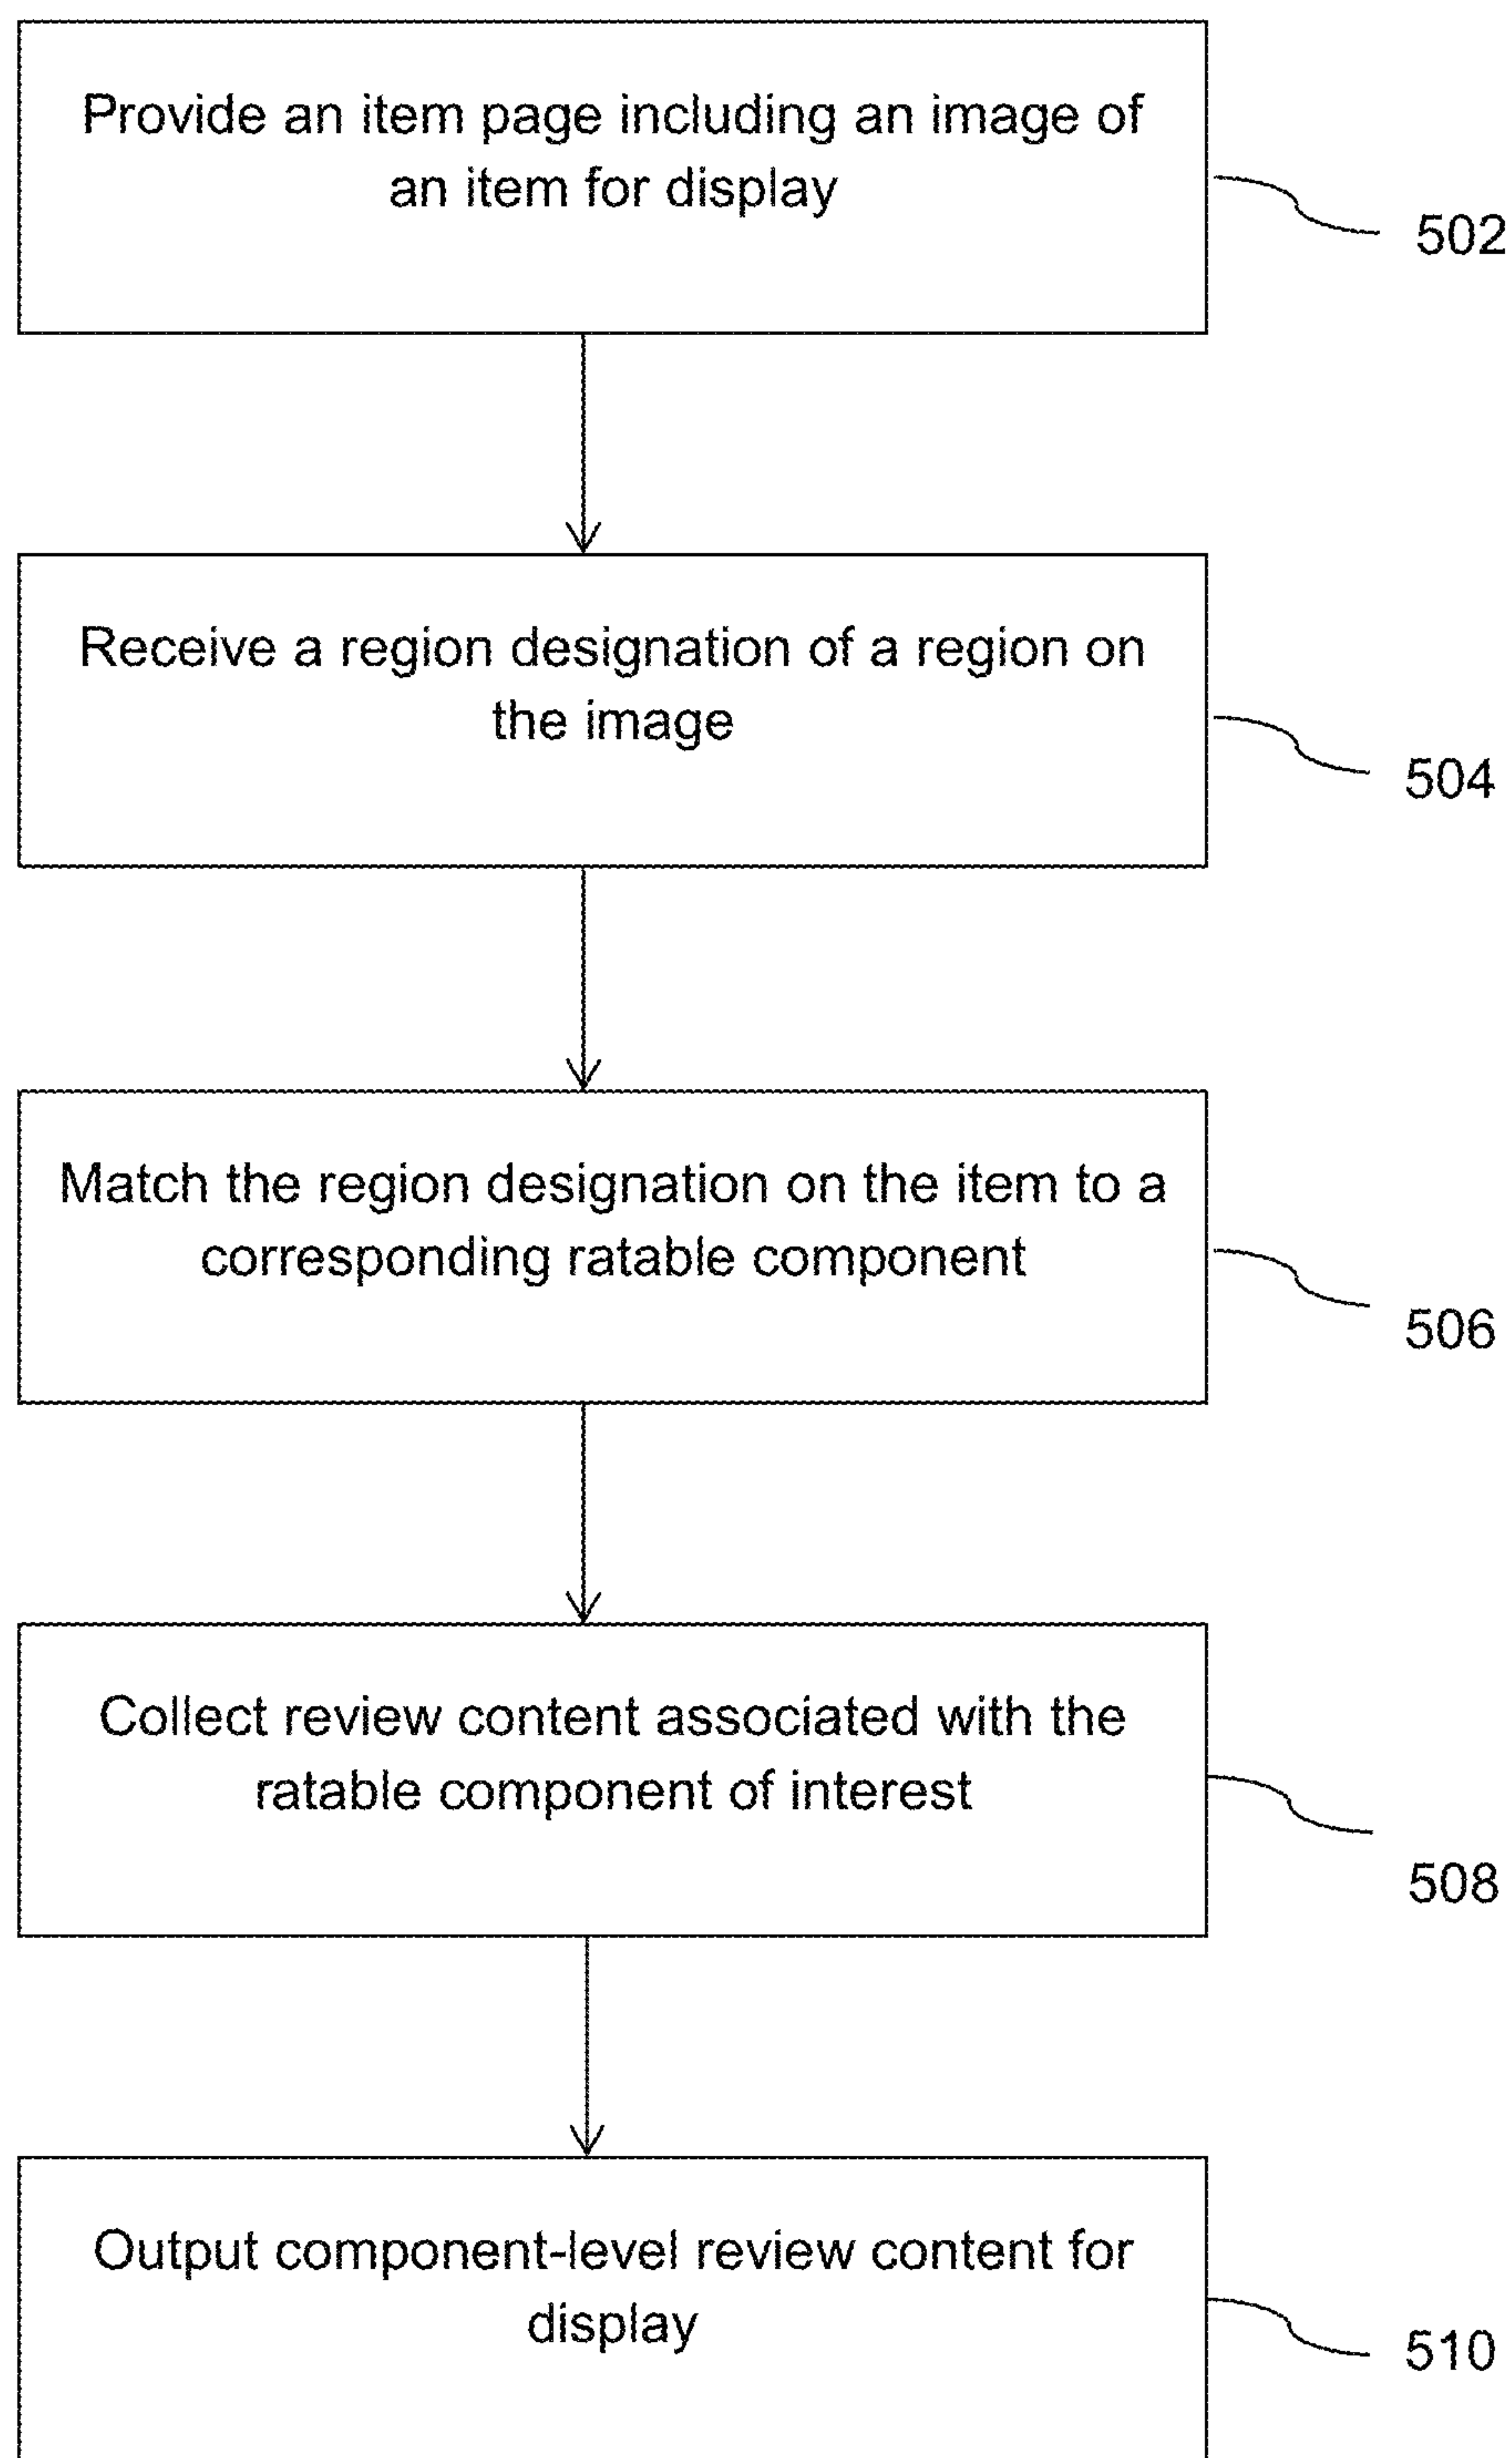 Provide an item page including an image of
an item for display
502
Receive a region designation of a region on
the image
504
Match the region designation on the item to a
corresponding ratable component
506
Collect review content associated with the
ratable component of interest
508
Output component-level review content for
display
510